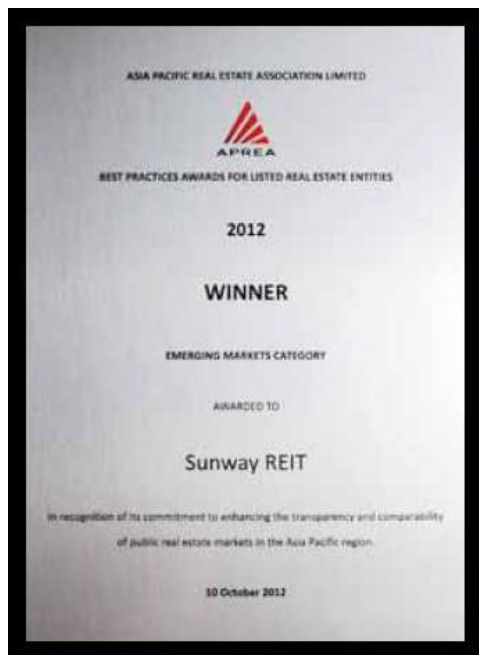 ASIA PACIFIC REAL ESTATE ASSOCIATION LIMITED
APREA
BEST PRACTICES AWARDS FOR LISTED REAL ESTATE ENTITIES
2012
WINNER
EMERGING MARKETS CATEGORY
AWARDED TO
Sunway REIT
In recognition of its commitment to enhancing the transparency and comparability
of public real estate markets in the Asia Pacific region.
10 October 2012